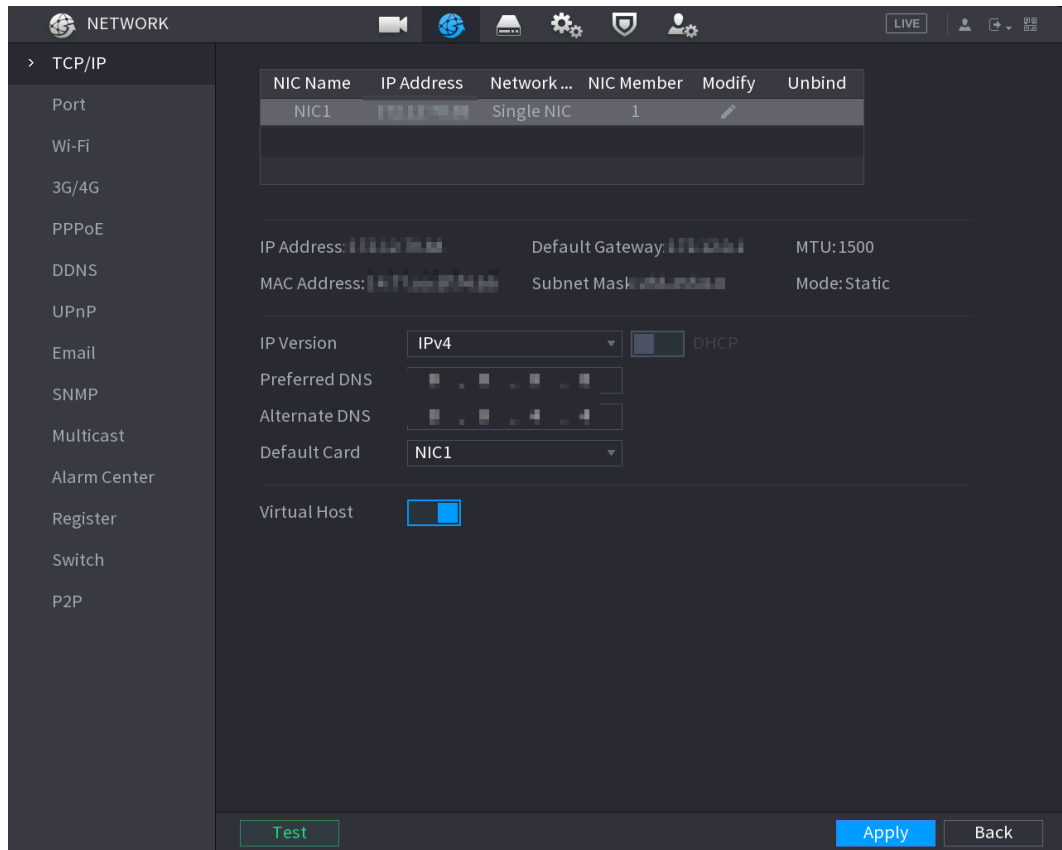 NETWORK
LIVE
TCP/IP
Port
Wi-Fi
3G/4G
PPPoE
DDNS
UPnP
Email
SNMP
Multicast
Alarm Center
Register
Switch
P2P
NIC Name IP Address Network ... NIC Member Modify Unbind
NIC1 Single NIC 1
IP Address: Default Gateway: MTU:1500
MAC Address: Subnet Mask Mode:Static
IP Version IPv4 DHCP
Preferred DNS
Alternate DNS
Default Card NIC1
Virtual Host
Test Apply Back